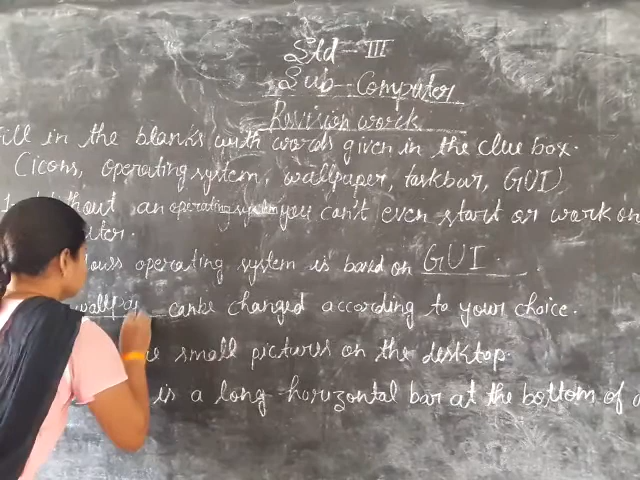 Std - III
Sub - Computer
Revision work
ill in the blanks with words given in the clue box.
(icons, operating system, wallpaper, taskbar, GUI)
1. thout an operating system you can't even start or work on
uter.
ows operating system is based on GUI.
wallpa can be changed according to your choice.
re small pictures on the desktop.
is a long horizontal bar at the bottom of